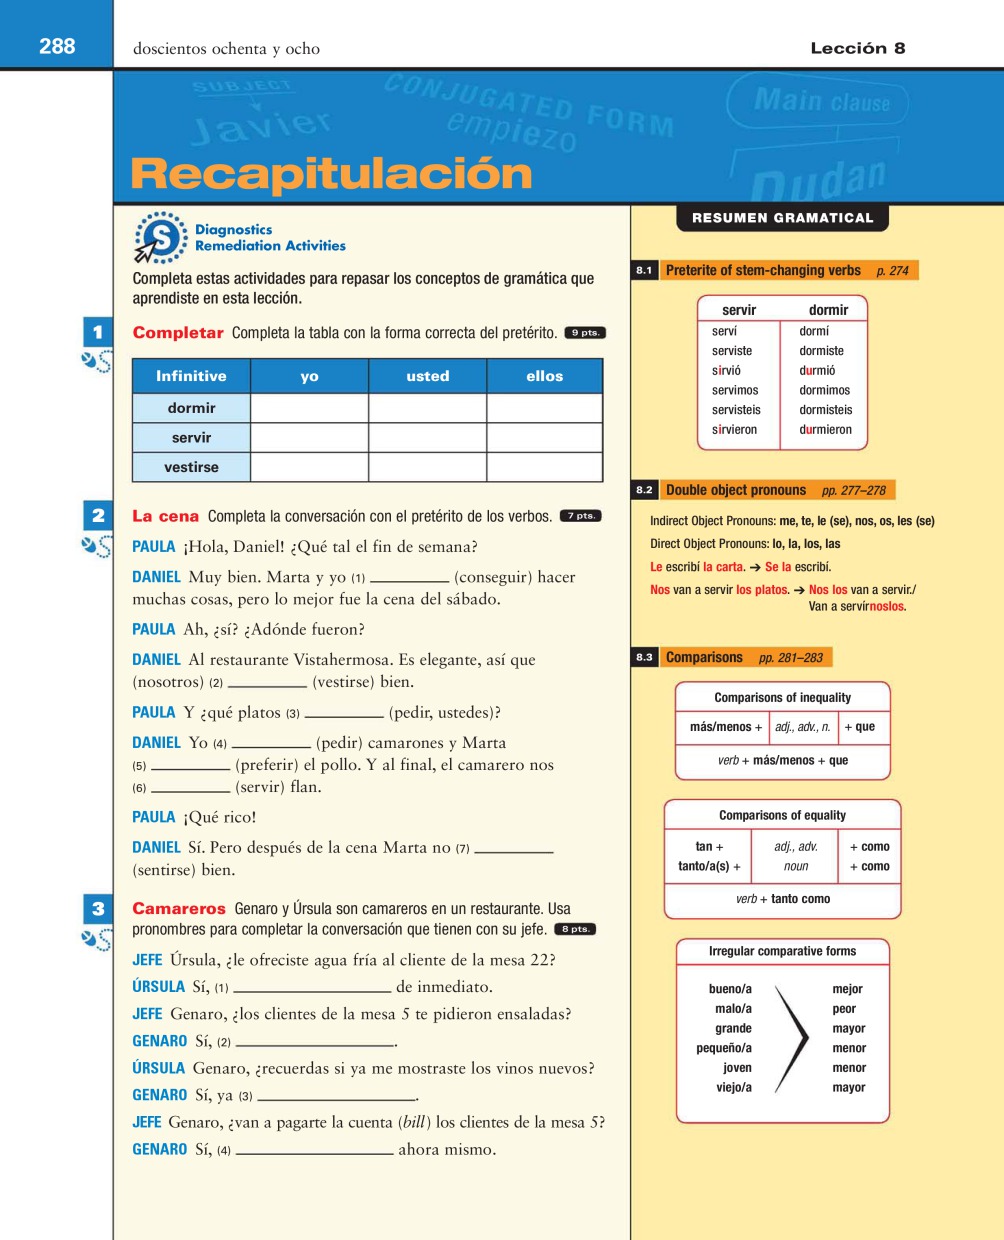 288
doscientos ochenta y ocho
Lección 8
SUBJECT
Javier
CONJUGATED FORM
empiezo
Main clause
Dudan
Recapitulación
S
Diagnostics
Remediation Activities
Completa estas actividades para repasar los conceptos de gramática que
aprendiste en esta lección.
1
Completar Completa la tabla con la forma correcta del pretérito. 9 pts.
Infinitive yo usted ellos
dormir
servir
vestirse
2
La cena Completa la conversación con el pretérito de los verbos. 7 pts.
PAULA ¡Hola, Daniel! ¿Qué tal el fin de semana?
DANIEL Muy bien. Marta y yo (1) __________ (conseguir) hacer
muchas cosas, pero lo mejor fue la cena del sábado.
PAULA Ah, ¿sí? ¿Adónde fueron?
DANIEL Al restaurante Vistahermosa. Es elegante, así que
(nosotros) (2) __________ (vestirse) bien.
PAULA Y ¿qué platos (3) __________ (pedir, ustedes)?
DANIEL Yo (4) __________ (pedir) camarones y Marta
(5) __________ (preferir) el pollo. Y al final, el camarero nos
(6) __________ (servir) flan.
PAULA ¡Qué rico!
DANIEL Sí. Pero después de la cena Marta no (7) __________
(sentirse) bien.
3
Camareros Genaro y Úrsula son camareros en un restaurante. Usa
pronombres para completar la conversación que tienen con su jefe. 8 pts.
JEFE Úrsula, ¿le ofreciste agua fría al cliente de la mesa 22?
ÚRSULA Sí, (1) ____________________ de inmediato.
JEFE Genaro, ¿los clientes de la mesa 5 te pidieron ensaladas?
GENARO Sí, (2) ____________________.
ÚRSULA Genaro, ¿recuerdas si ya me mostraste los vinos nuevos?
GENARO Sí, ya (3) ____________________.
JEFE Genaro, ¿van a pagarte la cuenta (bill) los clientes de la mesa 5?
GENARO Sí, (4) ____________________ ahora mismo.
RESUMEN GRAMATICAL
8.1 Preterite of stem-changing verbs p. 274
servir dormir
serví dormí
serviste dormiste
sirvió durmió
servimos dormimos
servisteis dormisteis
sirvieron durmieron
8.2 Double object pronouns pp. 277–278
Indirect Object Pronouns: me, te, le (se), nos, os, les (se)
Direct Object Pronouns: lo, la, los, las
Le escribí la carta. ➔ Se la escribí.
Nos van a servir los platos. ➔ Nos los van a servir./
Van a servírnoslos.
8.3 Comparisons pp. 281–283
Comparisons of inequality
más/menos + adj., adv., n. + que
verb + más/menos + que
Comparisons of equality
tan + adj., adv. + como
tanto/a(s) + noun + como
verb + tanto como
Irregular comparative forms
bueno/a mejor
malo/a peor
grande mayor
pequeño/a menor
joven menor
viejo/a mayor